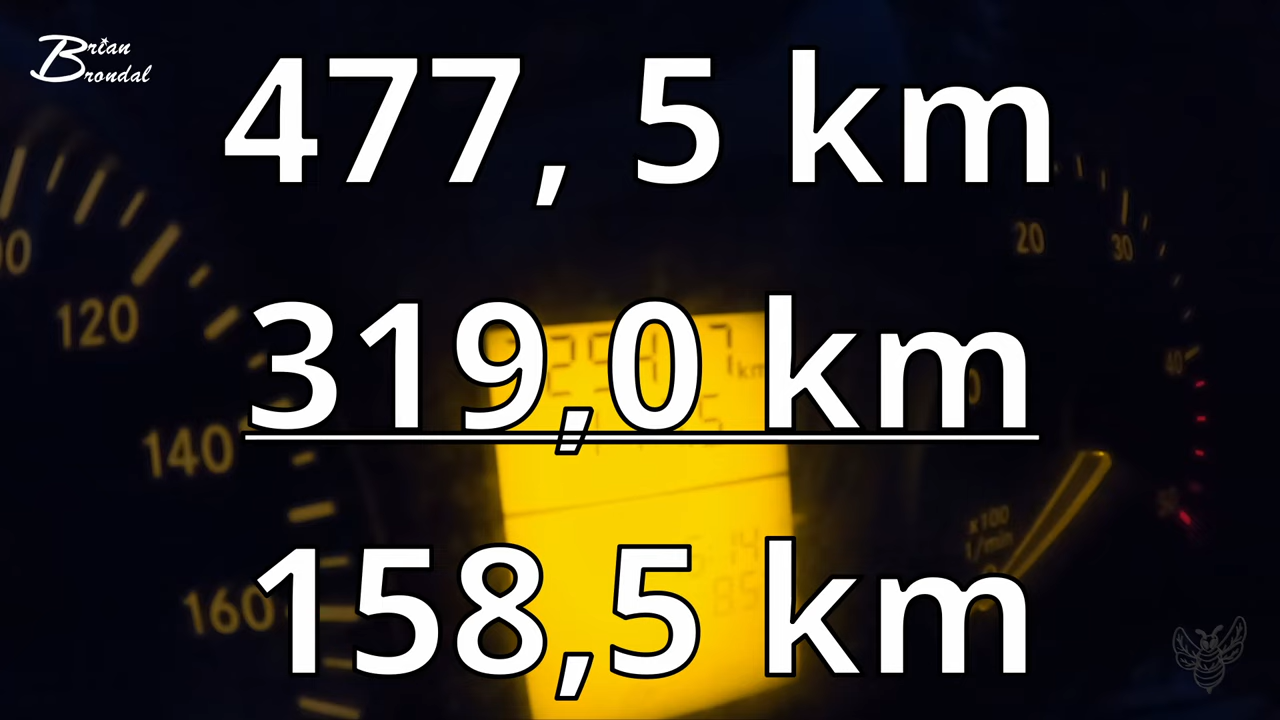 Brian
Brondal
477, 5 km
319,0 km
158,5 km
20
30
120
140
160
40
x100
1/min